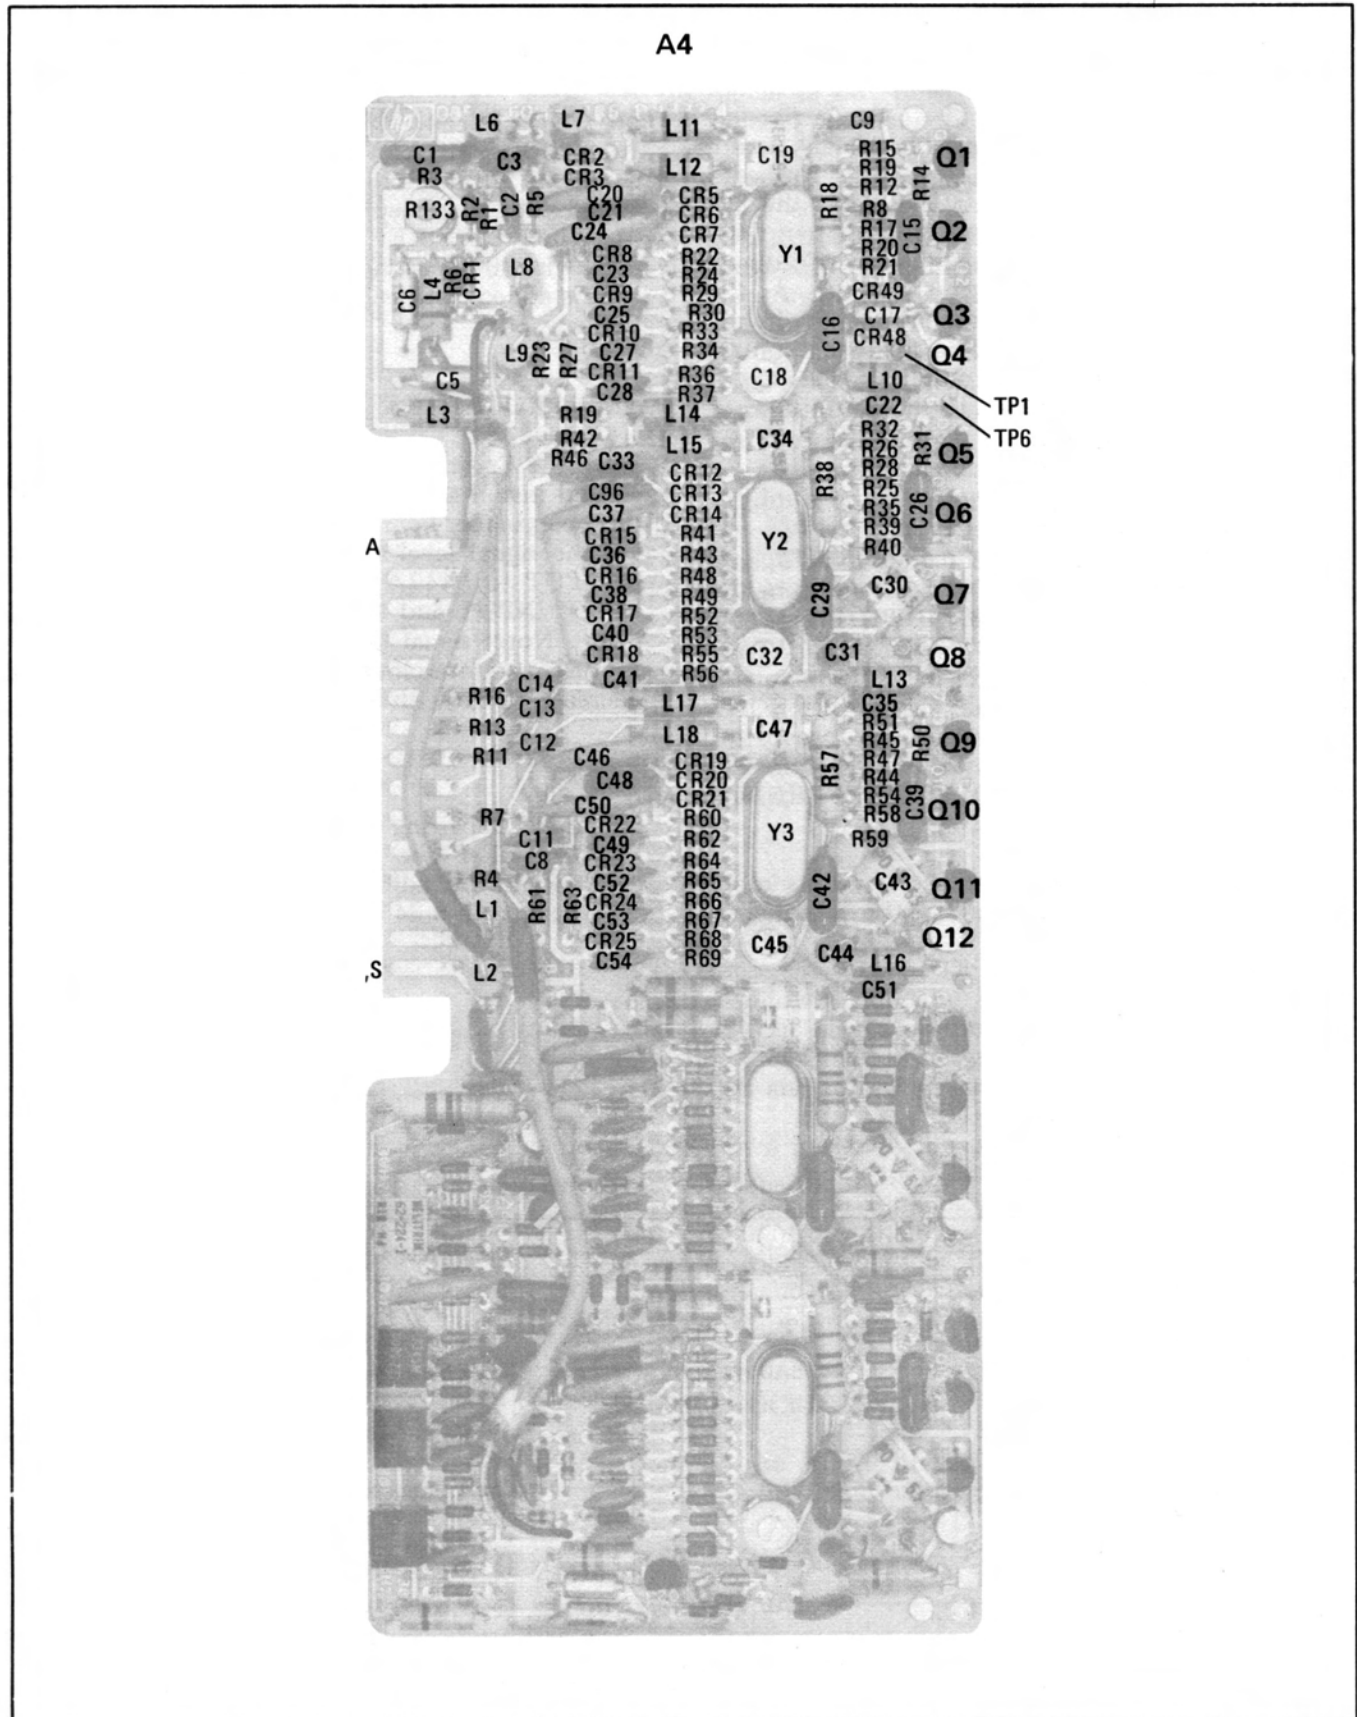 A4
hp
L6 L7 L11 C9
C1 C3 CR2 L12 C19 R15 Q1
R3 CR3 R19
R133 R2 R1 C2 R5 C20 CR5 R18 R12 R14
C21 CR6 R8
C24 CR7 R17 C15 Q2
CR8 R22 Y1 R20
L8 C23 R24 R21
C6 L4 R6 CR1 CR9 R29 CR49
C25 R30 C17 Q3
CR10 R33 C16 CR48
L9 R23 R27 C27 R34 Q4
C5 CR11 R36 C18 L10
C28 R37 C22 TP1
L3 R19 L14 R32 TP6
R42 L15 C34 R26 R31 Q5
R46 C33 CR12 R38 R28
C96 CR13 R25
C37 CR14 R35 C26 Q6
CR15 R41 Y2 R39
A C36 R43 R40
CR16 R48 C30
C38 R49 C29 Q7
CR17 R52
C40 R53
CR18 R55 C32 C31 Q8
C14 C41 R56 L13
R16 C13 L17 C35
R13 C12 L18 C47 R51
R11 C46 CR19 R45 R50 Q9
C48 CR20 R57 R47
C50 CR21 R44
R7 CR22 R60 R54 C39 Q10
C11 C49 R62 Y3 R58
C8 CR23 R64 R59
R4 C52 R65 C42 C43 Q11
L1 R61 R63 CR24 R66
C53 R67
CR25 R68 C45 C44 Q12
,S L2 C54 R69 L16
C51